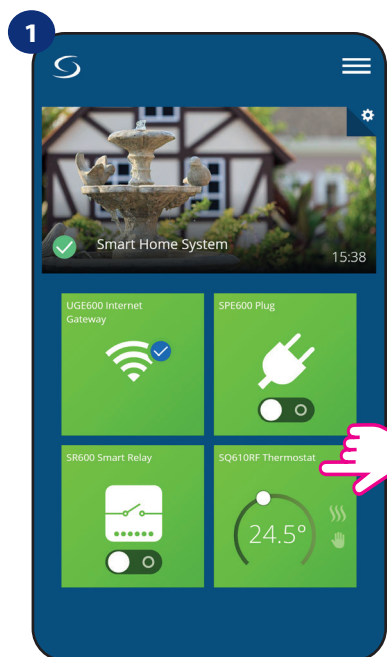 1
Smart Home System
15:38
UGE600 Internet
Gateway
SPE600 Plug
SR600 Smart Relay
SQ610RF Thermostat
24.5°